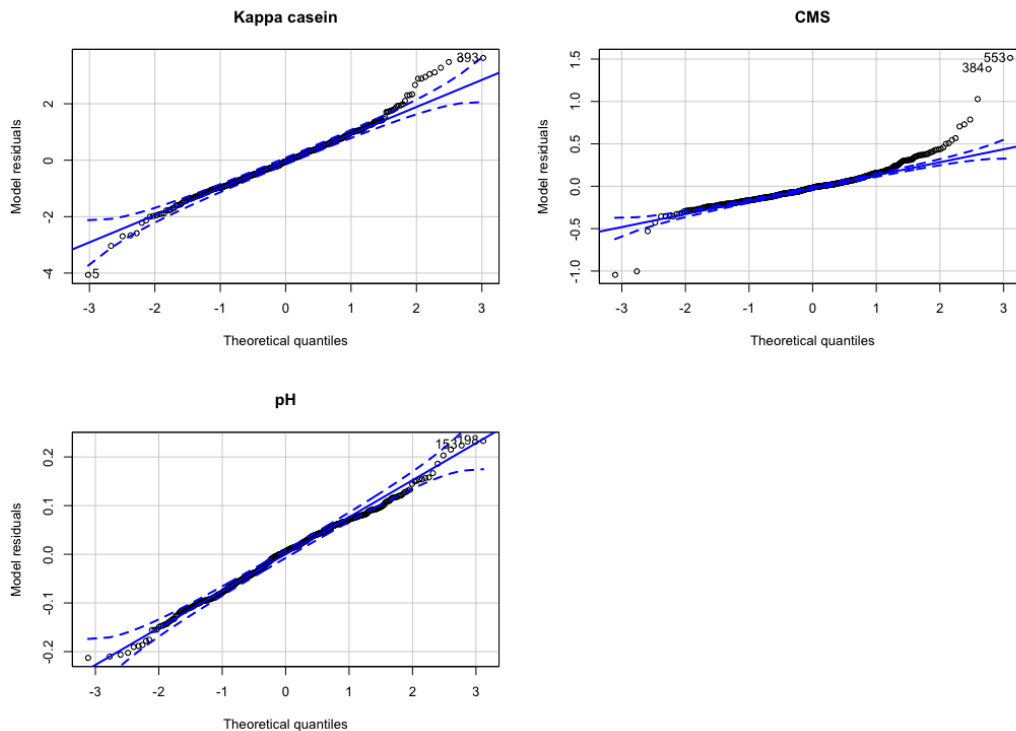 Kappa casein
Model residuals
2
0
-2
4
393
5
-3 -2 -1 0 1 2 3
Theoretical quantiles
CMS
Model residuals
1.5
1.0
0.5
0.0
-0.5
-1.0
553
384
-3 -2 -1 0 1 2 3
Theoretical quantiles
pH
Model residuals
0.2
0.1
0.0
-0.1
-0.2
153198
-3 -2 -1 0 1 2 3
Theoretical quantiles